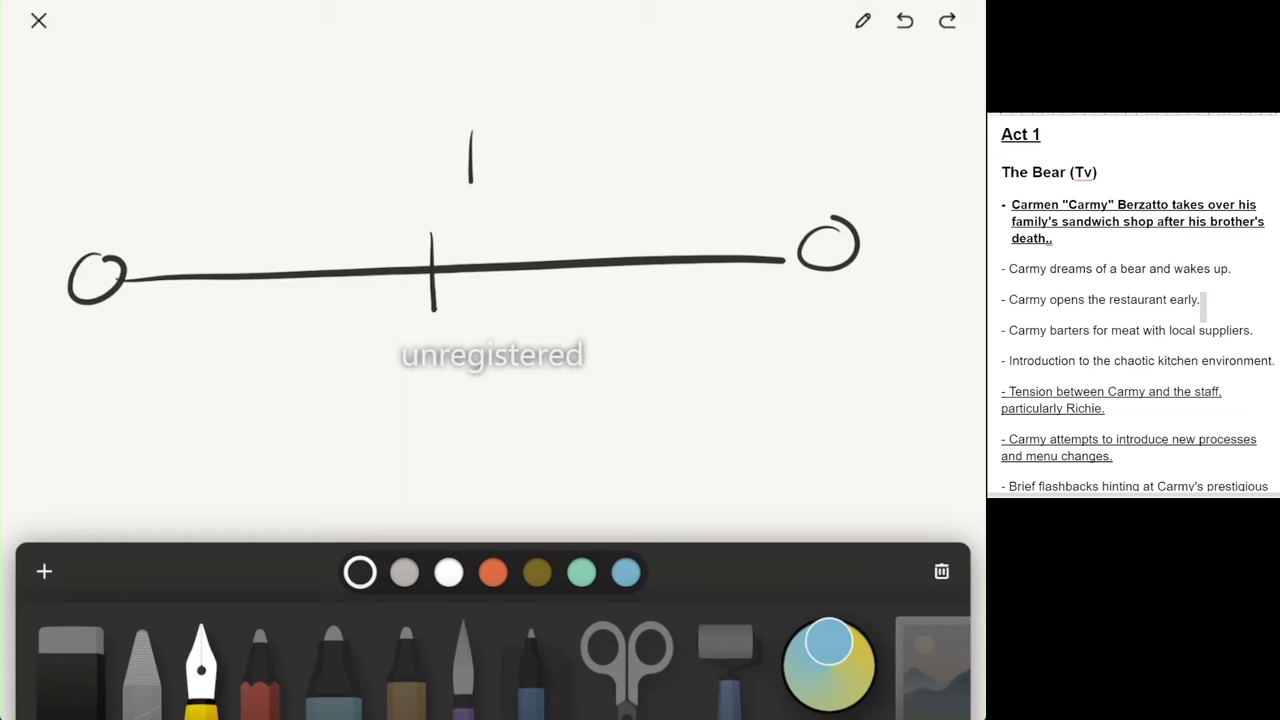 unregistered
Act 1
The Bear (Tv)
- Carmen "Carmy" Berzatto takes over his
family's sandwich shop after his brother's
death..
- Carmy dreams of a bear and wakes up.
- Carmy opens the restaurant early.
- Carmy barters for meat with local suppliers.
- Introduction to the chaotic kitchen environment.
- Tension between Carmy and the staff,
particularly Richie.
- Carmy attempts to introduce new processes
and menu changes.
- Brief flashbacks hinting at Carmy's prestigious